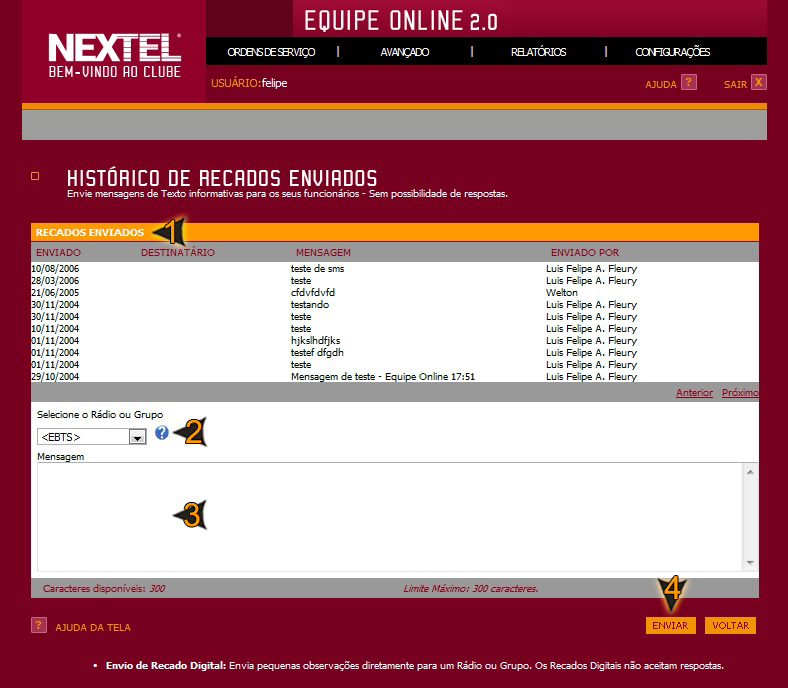 EQUIPE ONLINE 2.0
NEXTEL®
BEM-VINDO AO CLUBE
ORDENS DE SERVIÇO | AVANÇADO | RELATÓRIOS | CONFIGURAÇÕES
USUÁRIO:felipe
AJUDA ? SAIR X
HISTÓRICO DE RECADOS ENVIADOS
Envie mensagens de Texto informativas para os seus funcionários - Sem possibilidade de respostas.
RECADOS ENVIADOS 1
ENVIADO DESTINATÁRIO MENSAGEM ENVIADO POR
10/08/2006 teste de sms Luis Felipe A. Fleury
28/03/2006 teste Luis Felipe A. Fleury
21/06/2005 cfdvfdvfd Welton
30/11/2004 testando Luis Felipe A. Fleury
30/11/2004 teste Luis Felipe A. Fleury
10/11/2004 teste Luis Felipe A. Fleury
01/11/2004 hjkslhdfjks Luis Felipe A. Fleury
01/11/2004 testef dfgdh Luis Felipe A. Fleury
01/11/2004 teste Luis Felipe A. Fleury
29/10/2004 Mensagem de teste - Equipe Online 17:51 Luis Felipe A. Fleury
Anterior Próximo
Selecione o Rádio ou Grupo
<EBTS> ? 2
Mensagem
3
Caracteres disponíveis: 300 Limite Máximo: 300 caracteres.
4
? AJUDA DA TELA ENVIAR VOLTAR
• Envio de Recado Digital: Envia pequenas observações diretamente para um Rádio ou Grupo. Os Recados Digitais não aceitam respostas.